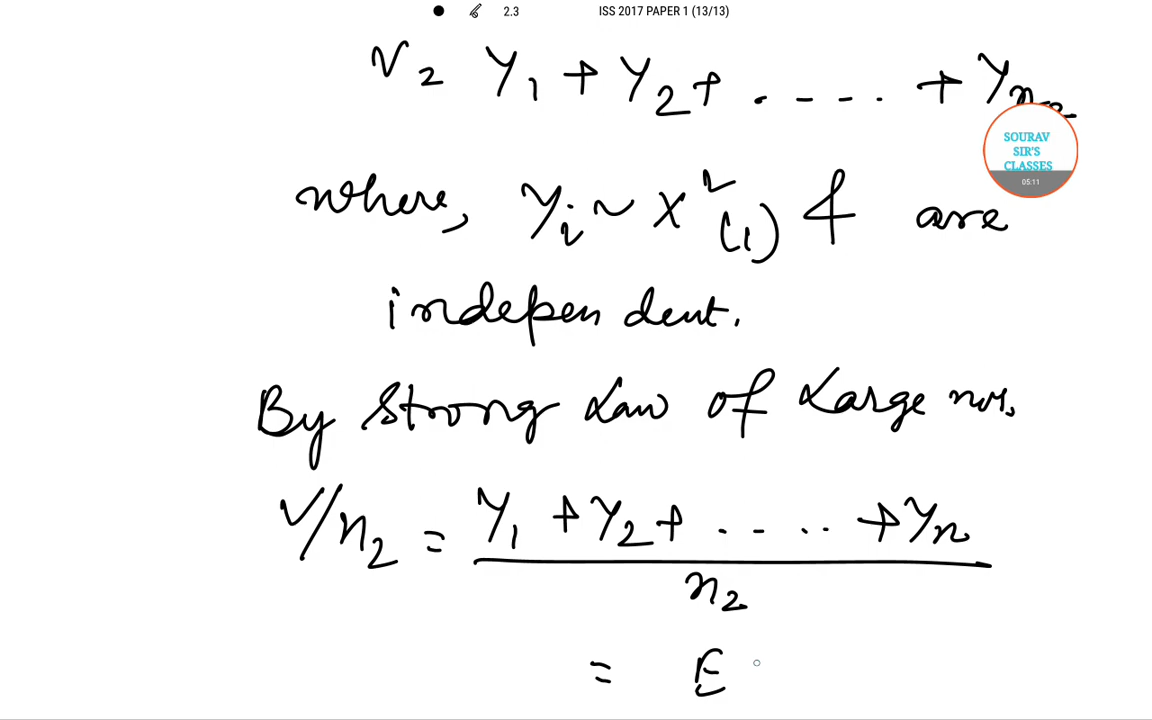 2.3 ISS 2017 PAPER 1 (13/13)
V = Y₁ + Y₂ + . - - - . + Yₙ₂
SOURAV
SIR'S
CLASSES
05:11
where, Yᵢ ~ χ²(1) & are
independent.
By Strong Law of Large nos.
V/n₂ = Y₁ + Y₂ + . - - . . + Yₙ
n₂
= E